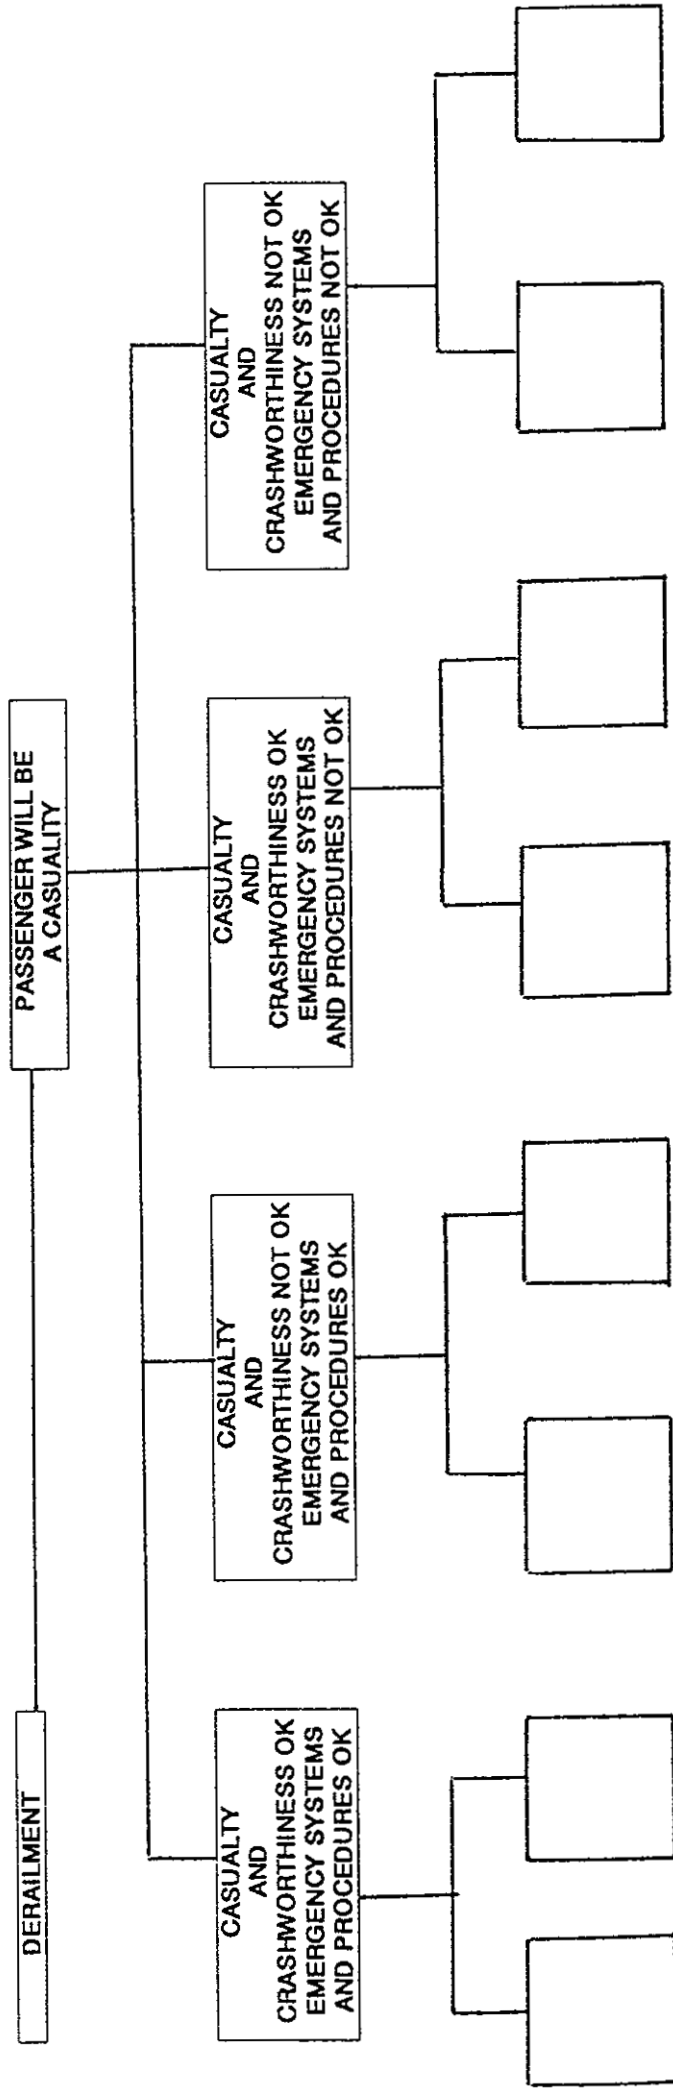 DERAILMENT
PASSENGER WILL BE
A CASUALITY
CASUALTY
AND
CRASHWORTHINESS OK
EMERGENCY SYSTEMS
AND PROCEDURES OK
CASUALTY
AND
CRASHWORTHINESS NOT OK
EMERGENCY SYSTEMS
AND PROCEDURES OK
CASUALTY
AND
CRASHWORTHINESS OK
EMERGENCY SYSTEMS
AND PROCEDURES NOT OK
CASUALTY
AND
CRASHWORTHINESS NOT OK
EMERGENCY SYSTEMS
AND PROCEDURES NOT OK